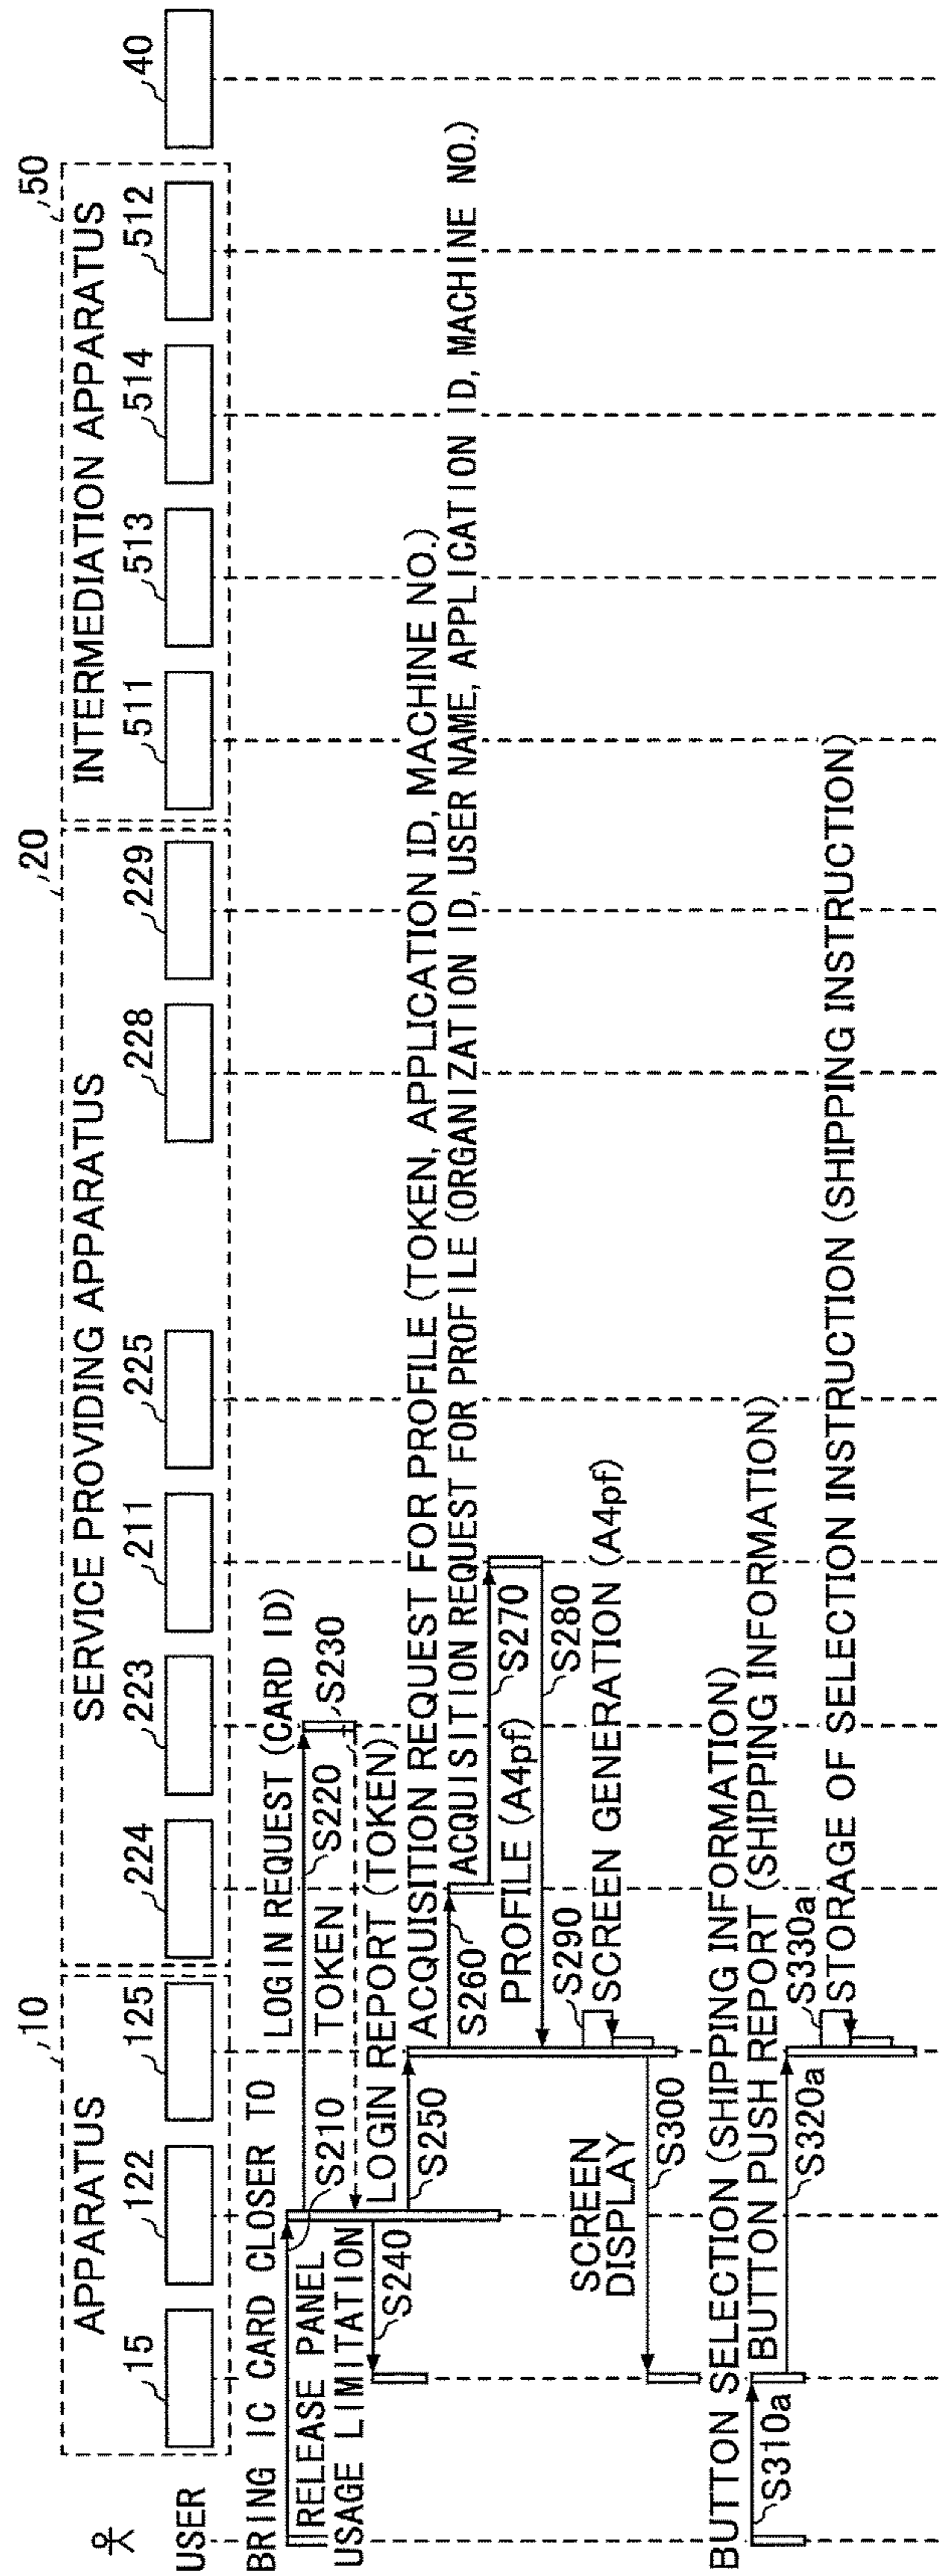 10
20
50
APPARATUS
SERVICE PROVIDING APPARATUS
INTERMEDIATION APPARATUS
USER
15
122
125
224
223
211
225
228
229
511
513
514
512
40
BRING IC CARD CLOSER TO
LOGIN REQUEST (CARD ID)
S210
S220
S230
RELEASE PANEL
USAGE LIMITATION
TOKEN
LOGIN REPORT (TOKEN)
S240
ACQUISITION REQUEST FOR PROFILE (TOKEN, APPLICATION ID, MACHINE NO.)
S250
ACQUISITION REQUEST FOR PROFILE (ORGANIZATION ID, USER NAME, APPLICATION ID, MACHINE NO.)
S260
S270
PROFILE (A4pf)
S280
S290
SCREEN GENERATION (A4pf)
SCREEN
DISPLAY
S300
BUTTON SELECTION (SHIPPING INFORMATION)
BUTTON PUSH REPORT (SHIPPING INFORMATION)
S310a
S320a
S330a
STORAGE OF SELECTION INSTRUCTION (SHIPPING INSTRUCTION)